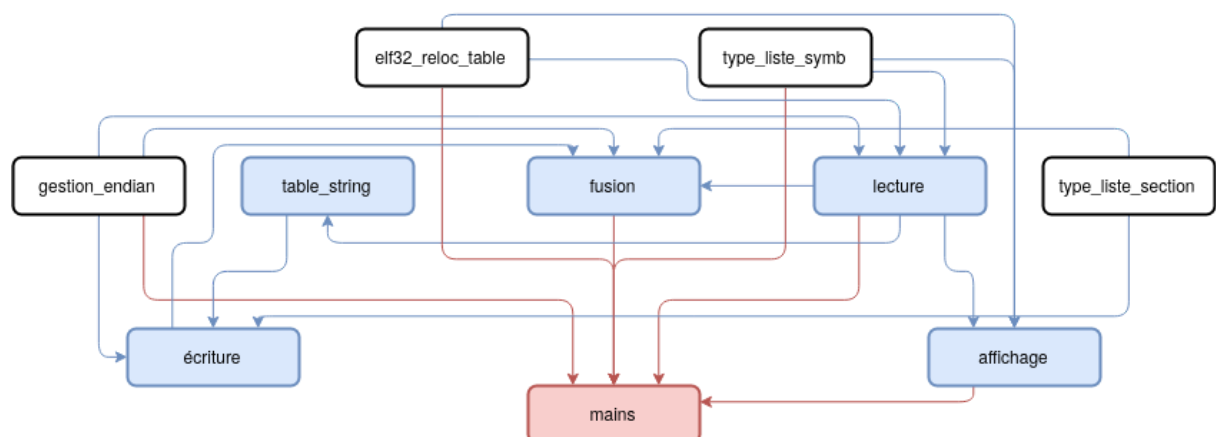 elf32_reloc_table
type_liste_symb
gestion_endian
table_string
fusion
lecture
type_liste_section
écriture
affichage
mains